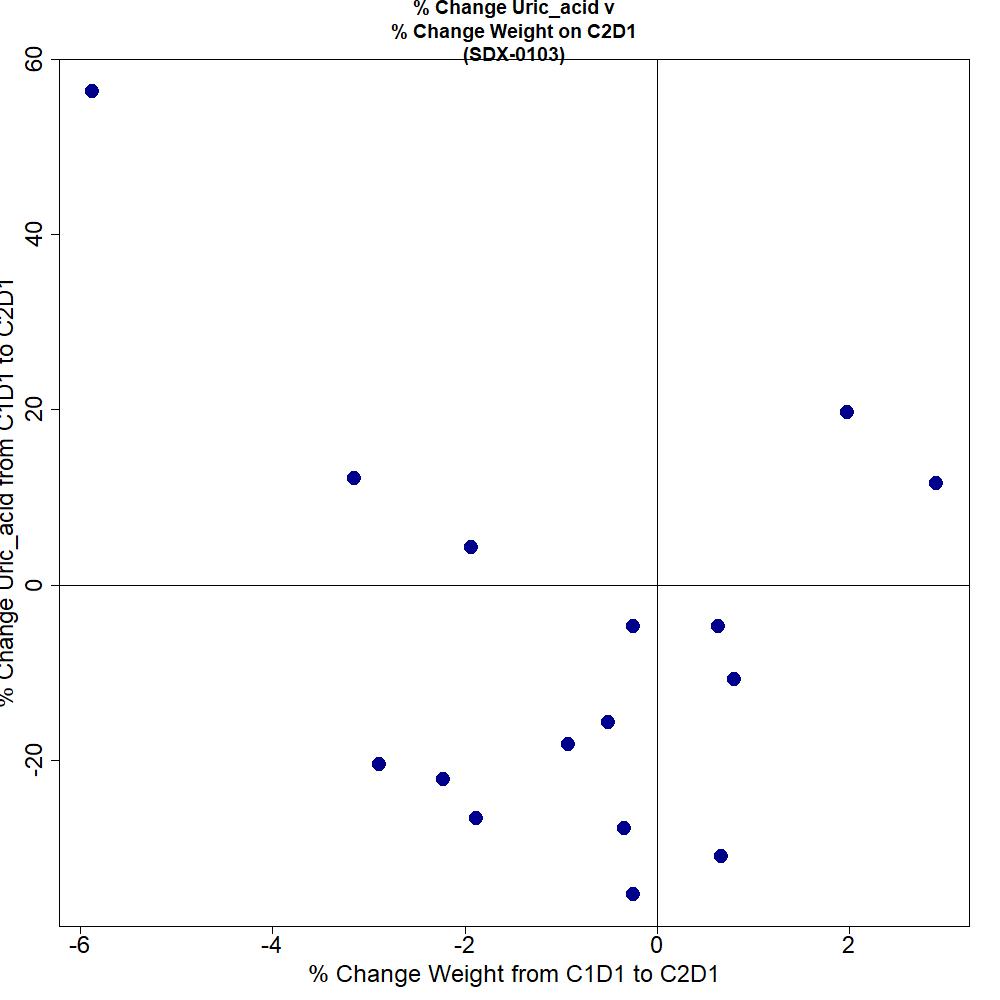 % Change Uric_acid v
% Change Weight on C2D1
(SDX-0103)
60
40
20
0
-20
% Change Uric_acid from C1D1 to C2D1
-6
-4
-2
0
2
% Change Weight from C1D1 to C2D1